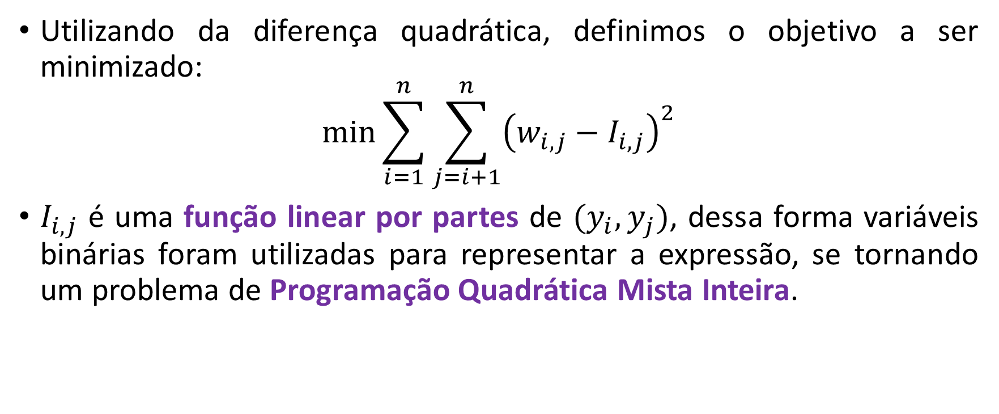 • Utilizando da diferença quadrática, definimos o objetivo a ser
minimizado:
$\min \sum_{i=1}^{n} \sum_{j=i+1}^{n} (w_{i,j} - I_{i,j})^2$
• $I_{i,j}$ é uma função linear por partes de $(y_i, y_j)$, dessa forma variáveis
binárias foram utilizadas para representar a expressão, se tornando
um problema de Programação Quadrática Mista Inteira.